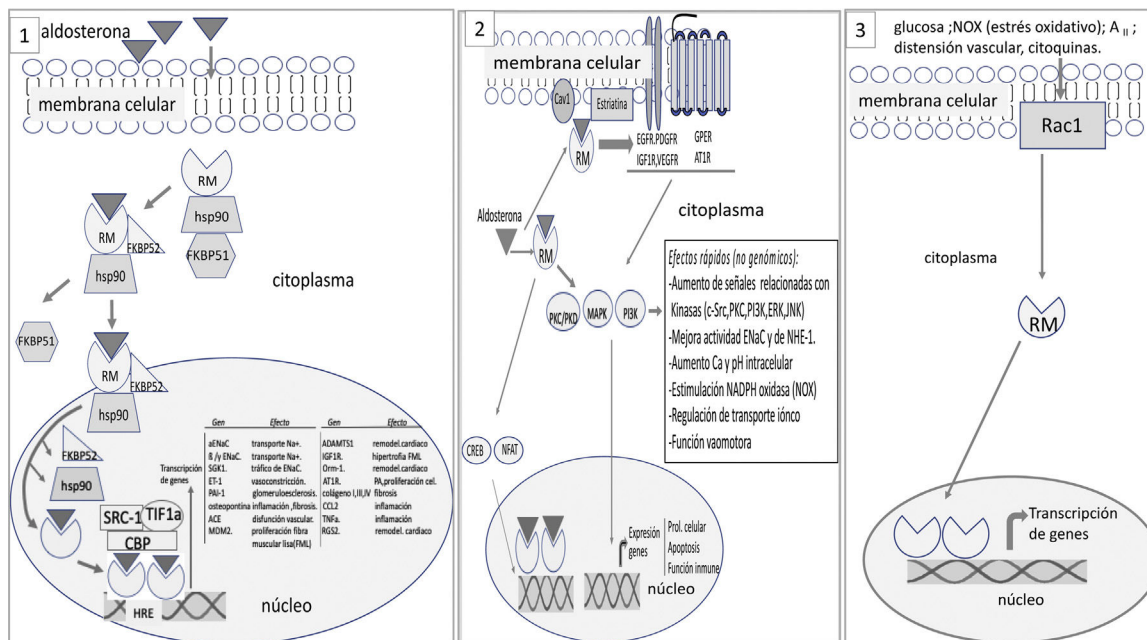 1
aldosterona
membrana celular
RM
hsp90
FKBP51
RM
FKBP52
hsp90
citoplasma
FKBP51
RM
FKBP52
hsp90
FKBP52
hsp90
Transcripción
de genes
Gen Efecto Gen Efecto
aENaC transporte Na+. ADAMTS1 remodel.cardiaco
ß /γ ENaC. transporte Na+. IGF1R. hipertrofia FML
SGK1. tráfico de ENaC. Orm-1. remodel.cardiaco
ET-1 vasoconstricción. AT1R. PA,proliferación cel.
PAI-1 glomeruloesclerosis. colágeno I,III,IV fibrosis
osteopontina inflamación ,fibrosis. CCL2 inflamación
ACE disfunción vascular. TNFa. inflamación
MOM2. proliferación fibra RGS2. remodel. cardiaco
muscular lisa(FML)
SRC-1
TIF1a
CBP
HRE
núcleo
2
membrana celular
Cav1
Estriatina
RM
EGFR.PDGFR GPER
IGF1R,VEGFR AT1R
citoplasma
Aldosterona
RM
PKC/PKD
MAPK
PI3K
Efectos rápidos (no genómicos):
-Aumento de señales relacionadas con
Kinasas (c-Src,PKC,PI3K,ERK,JNK)
-Mejora actividad ENaC y de NHE-1.
-Aumento Ca y pH intracelular
-Estimulación NADPH oxidasa (NOX)
-Regulación de transporte iónco
-Función vaomotora
CREB
NFAT
Expresión
genes
Prol. celular
Apoptosis
Función inmune
núcleo
3
glucosa ;NOX (estrés oxidativo); A II ;
distensión vascular, citoquinas.
membrana celular
Rac1
citoplasma
RM
Transcripción
de genes
núcleo